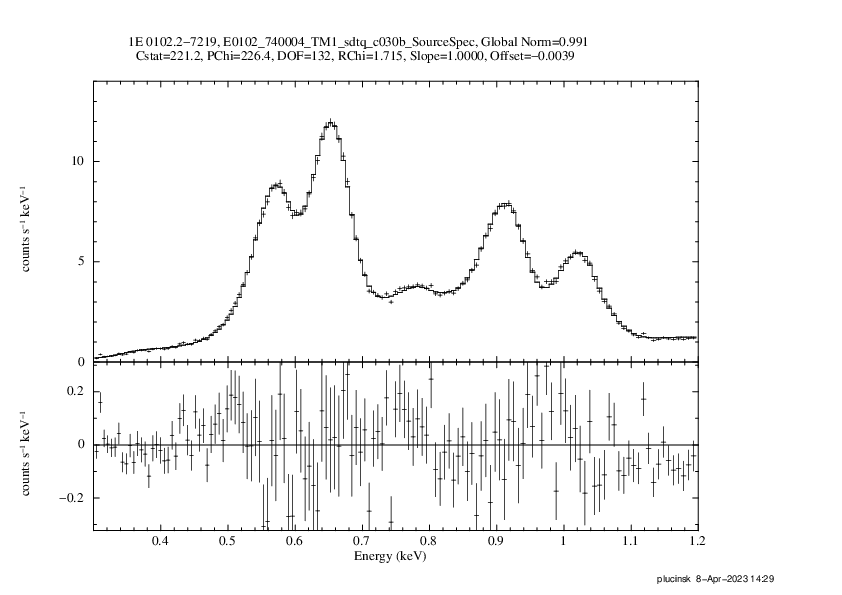 1E 0102.2−7219, E0102_740004_TM1_sdtq_c030b_SourceSpec, Global Norm=0.991
Cstat=221.2, PChi=226.4, DOF=132, RChi=1.715, Slope=1.0000, Offset=−0.0039
10
5
0
counts s⁻¹ keV⁻¹
0.2
0
−0.2
counts s⁻¹ keV⁻¹
0.4 0.5 0.6 0.7 0.8 0.9 1 1.1 1.2
Energy (keV)
plucinsk 8−Apr−2023 14:29